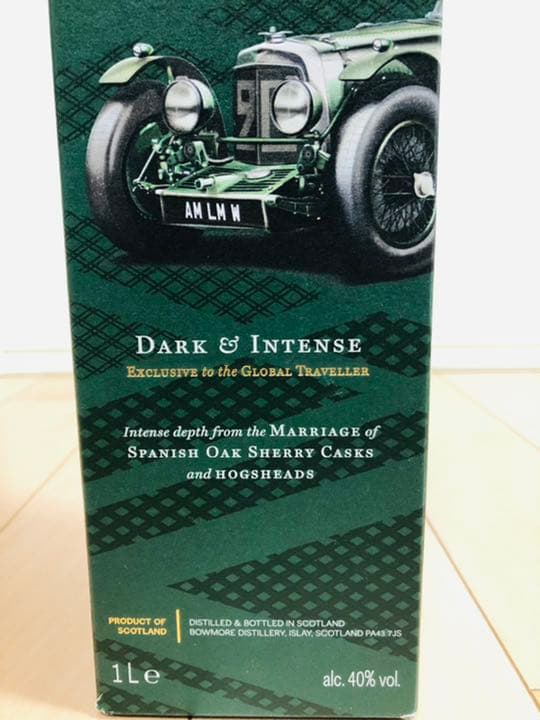 AM LM W
DARK & INTENSE
EXCLUSIVE to the GLOBAL TRAVELLER
Intense depth from the MARRIAGE of
SPANISH OAK SHERRY CASKS
and HOGSHEADS
PRODUCT OF
SCOTLAND
DISTILLED & BOTTLED IN SCOTLAND
BOWMORE DISTILLERY, ISLAY, SCOTLAND PA43 7JS
1Le
alc. 40% vol.